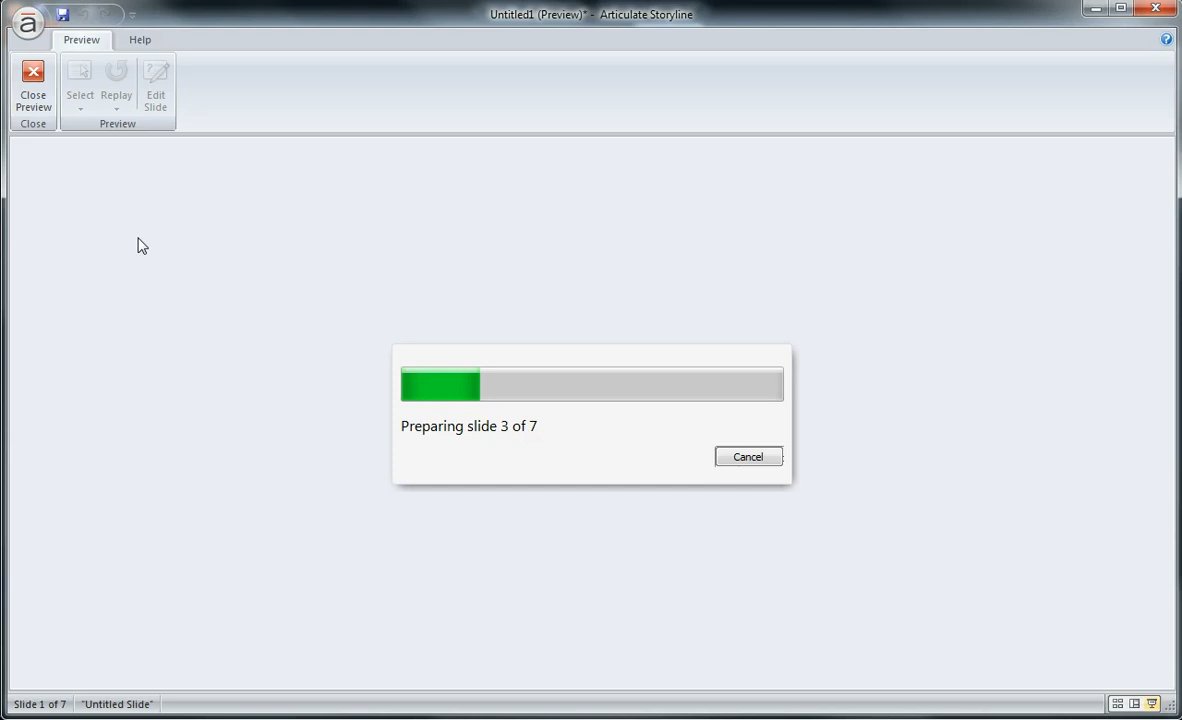 Untitled1 (Preview)* - Articulate Storyline
Preview Help
Close Preview
Select
Replay
Edit Slide
Close
Preview
Preparing slide 3 of 7
Cancel
Slide 1 of 7 "Untitled Slide"